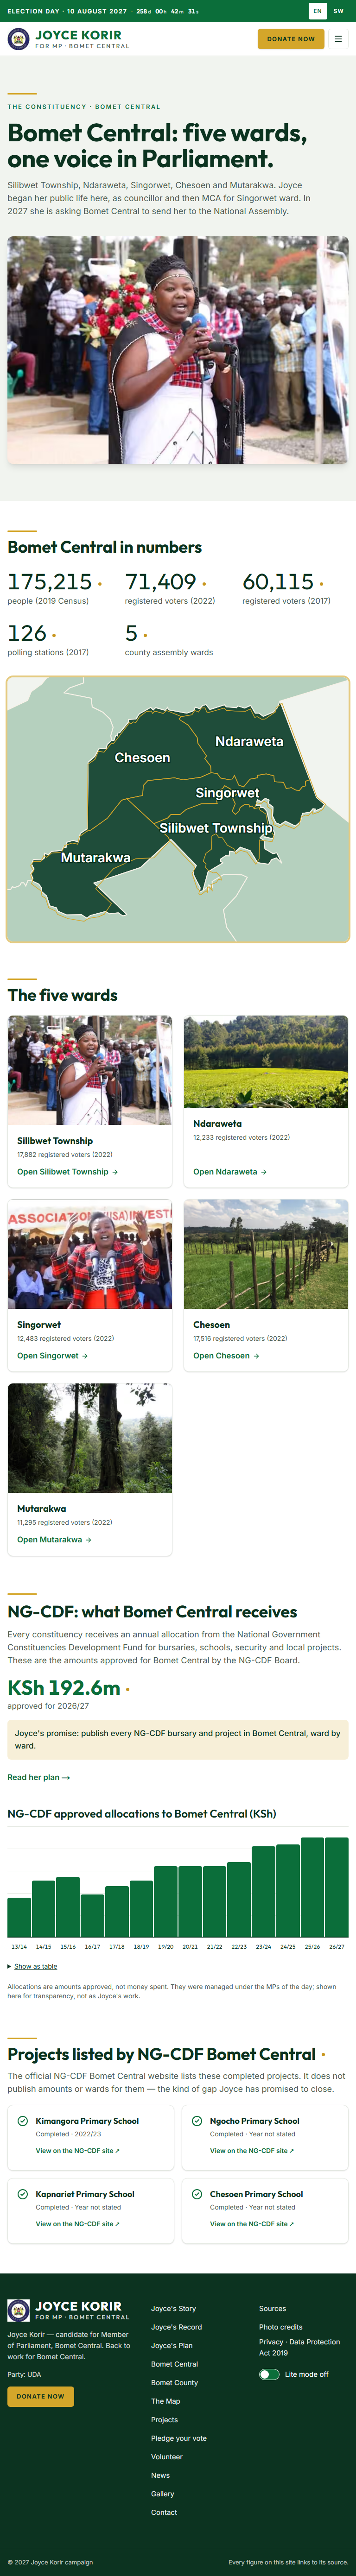 ELECTION DAY · 10 AUGUST 2027 · 258d 00h 42m 31s
EN SW
JOYCE KORIR
FOR MP · BOMET CENTRAL
DONATE NOW
THE CONSTITUENCY · BOMET CENTRAL
Bomet Central: five wards,
one voice in Parliament.
Silibwet Township, Ndaraweta, Singorwet, Chesoen and Mutarakwa. Joyce
began her public life here, as councillor and then MCA for Singorwet ward. In
2027 she is asking Bomet Central to send her to the National Assembly.
Bomet Central in numbers
175,215
people (2019 Census)
71,409
registered voters (2022)
60,115
registered voters (2017)
126
polling stations (2017)
5
county assembly wards
Ndaraweta
Chesoen
Singorwet
Silibwet Township
Mutarakwa
The five wards
Silibwet Township
17,882 registered voters (2022)
Open Silibwet Township →
Ndaraweta
12,233 registered voters (2022)
Open Ndaraweta →
ASSOCIATION
Singorwet
12,483 registered voters (2022)
Open Singorwet →
Chesoen
17,516 registered voters (2022)
Open Chesoen →
Mutarakwa
11,295 registered voters (2022)
Open Mutarakwa →
NG-CDF: what Bomet Central receives
Every constituency receives an annual allocation from the National Government
Constituencies Development Fund for bursaries, schools, security and local projects.
These are the amounts approved for Bomet Central by the NG-CDF Board.
KSh 192.6m
approved for 2026/27
Joyce's promise: publish every NG-CDF bursary and project in Bomet Central, ward by
ward.
Read her plan →
NG-CDF approved allocations to Bomet Central (KSh)
13/14 14/15 15/16 16/17 17/18 18/19 19/20 20/21 21/22 22/23 23/24 24/25 25/26 26/27
▶ Show as table
Allocations are amounts approved, not money spent. They were managed under the MPs of the day; shown
here for transparency, not as Joyce's work.
Projects listed by NG-CDF Bomet Central
The official NG-CDF Bomet Central website lists these completed projects. It does not
publish amounts or wards for them — the kind of gap Joyce has promised to close.
Kimangora Primary School
Completed · 2022/23
View on the NG-CDF site ↗
Ngocho Primary School
Completed · Year not stated
View on the NG-CDF site ↗
Kapnariet Primary School
Completed · Year not stated
View on the NG-CDF site ↗
Chesoen Primary School
Completed · Year not stated
View on the NG-CDF site ↗
JOYCE KORIR
FOR MP · BOMET CENTRAL
Joyce Korir — candidate for Member
of Parliament, Bomet Central. Back to
work for Bomet Central.
Party: UDA
DONATE NOW
Joyce's Story
Joyce's Record
Joyce's Plan
Bomet Central
Bomet County
The Map
Projects
Pledge your vote
Volunteer
News
Gallery
Contact
Sources
Photo credits
Privacy · Data Protection
Act 2019
Lite mode off
© 2027 Joyce Korir campaign
Every figure on this site links to its source.